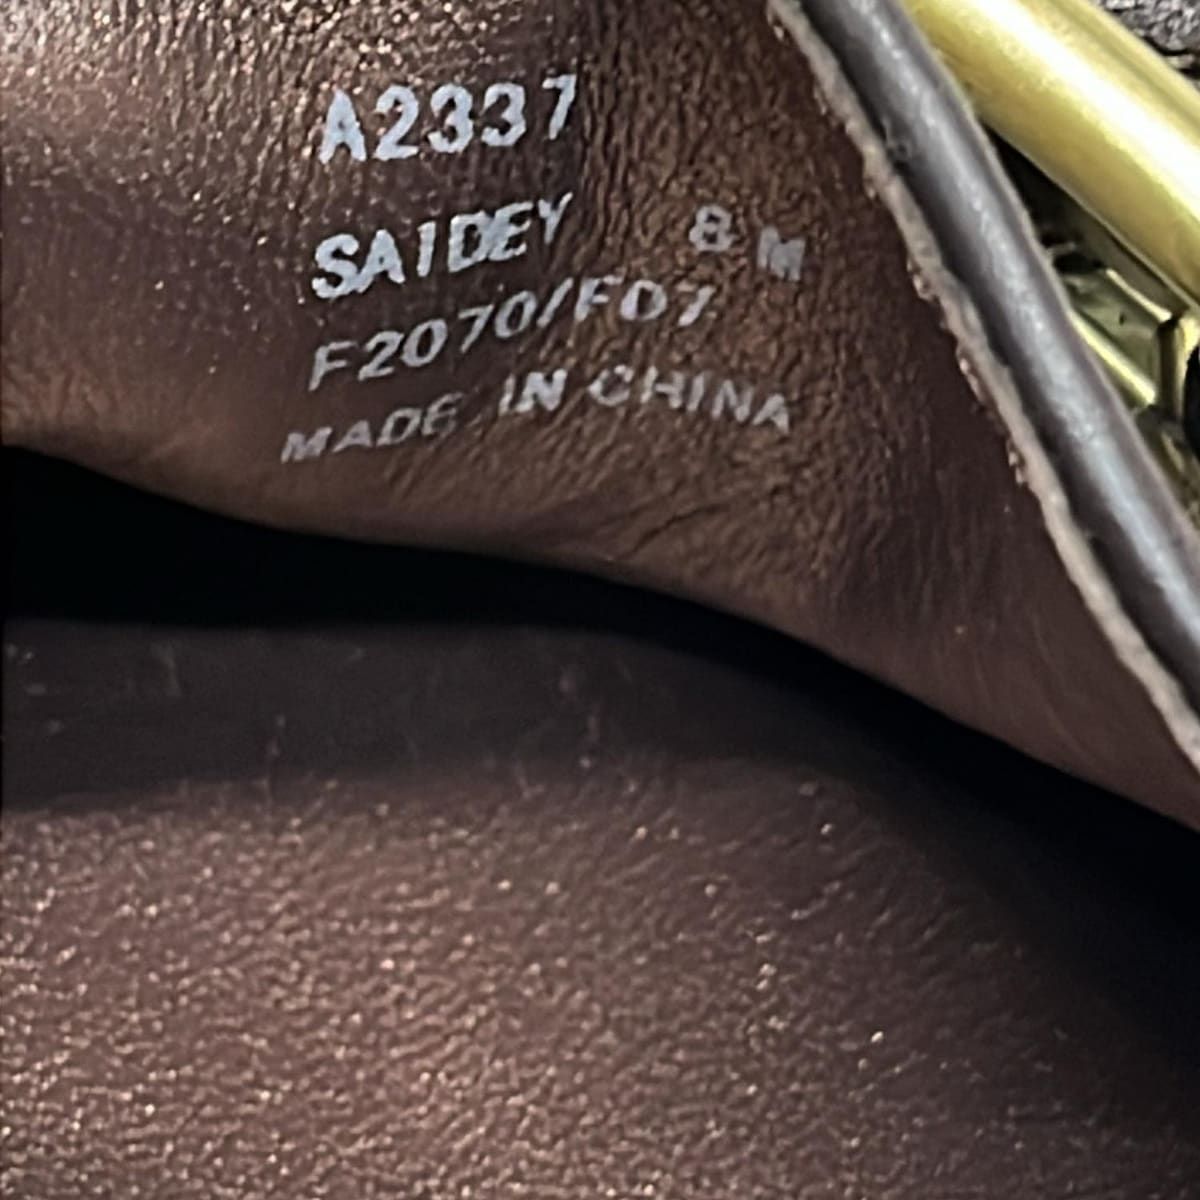 A2337
SAIDEY 8 M
F2070/F07
MADE IN CHINA